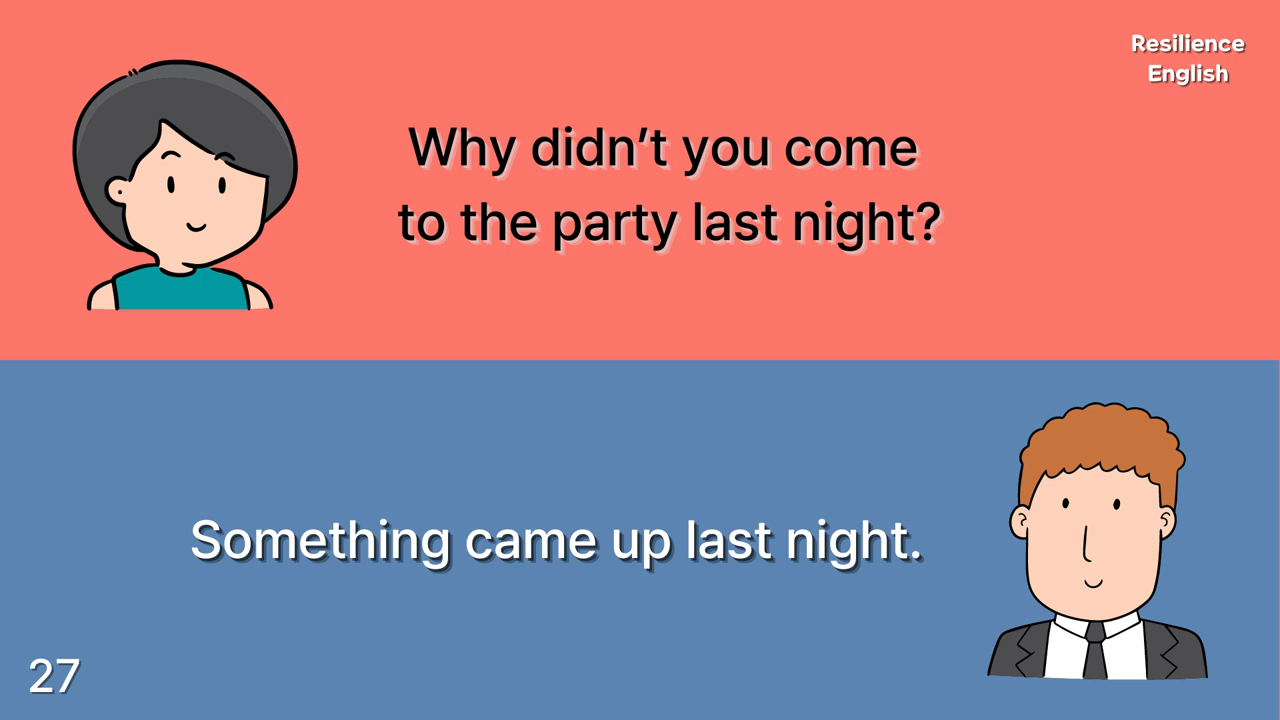 Resilience
English
Why didn’t you come
to the party last night?
Something came up last night.
27